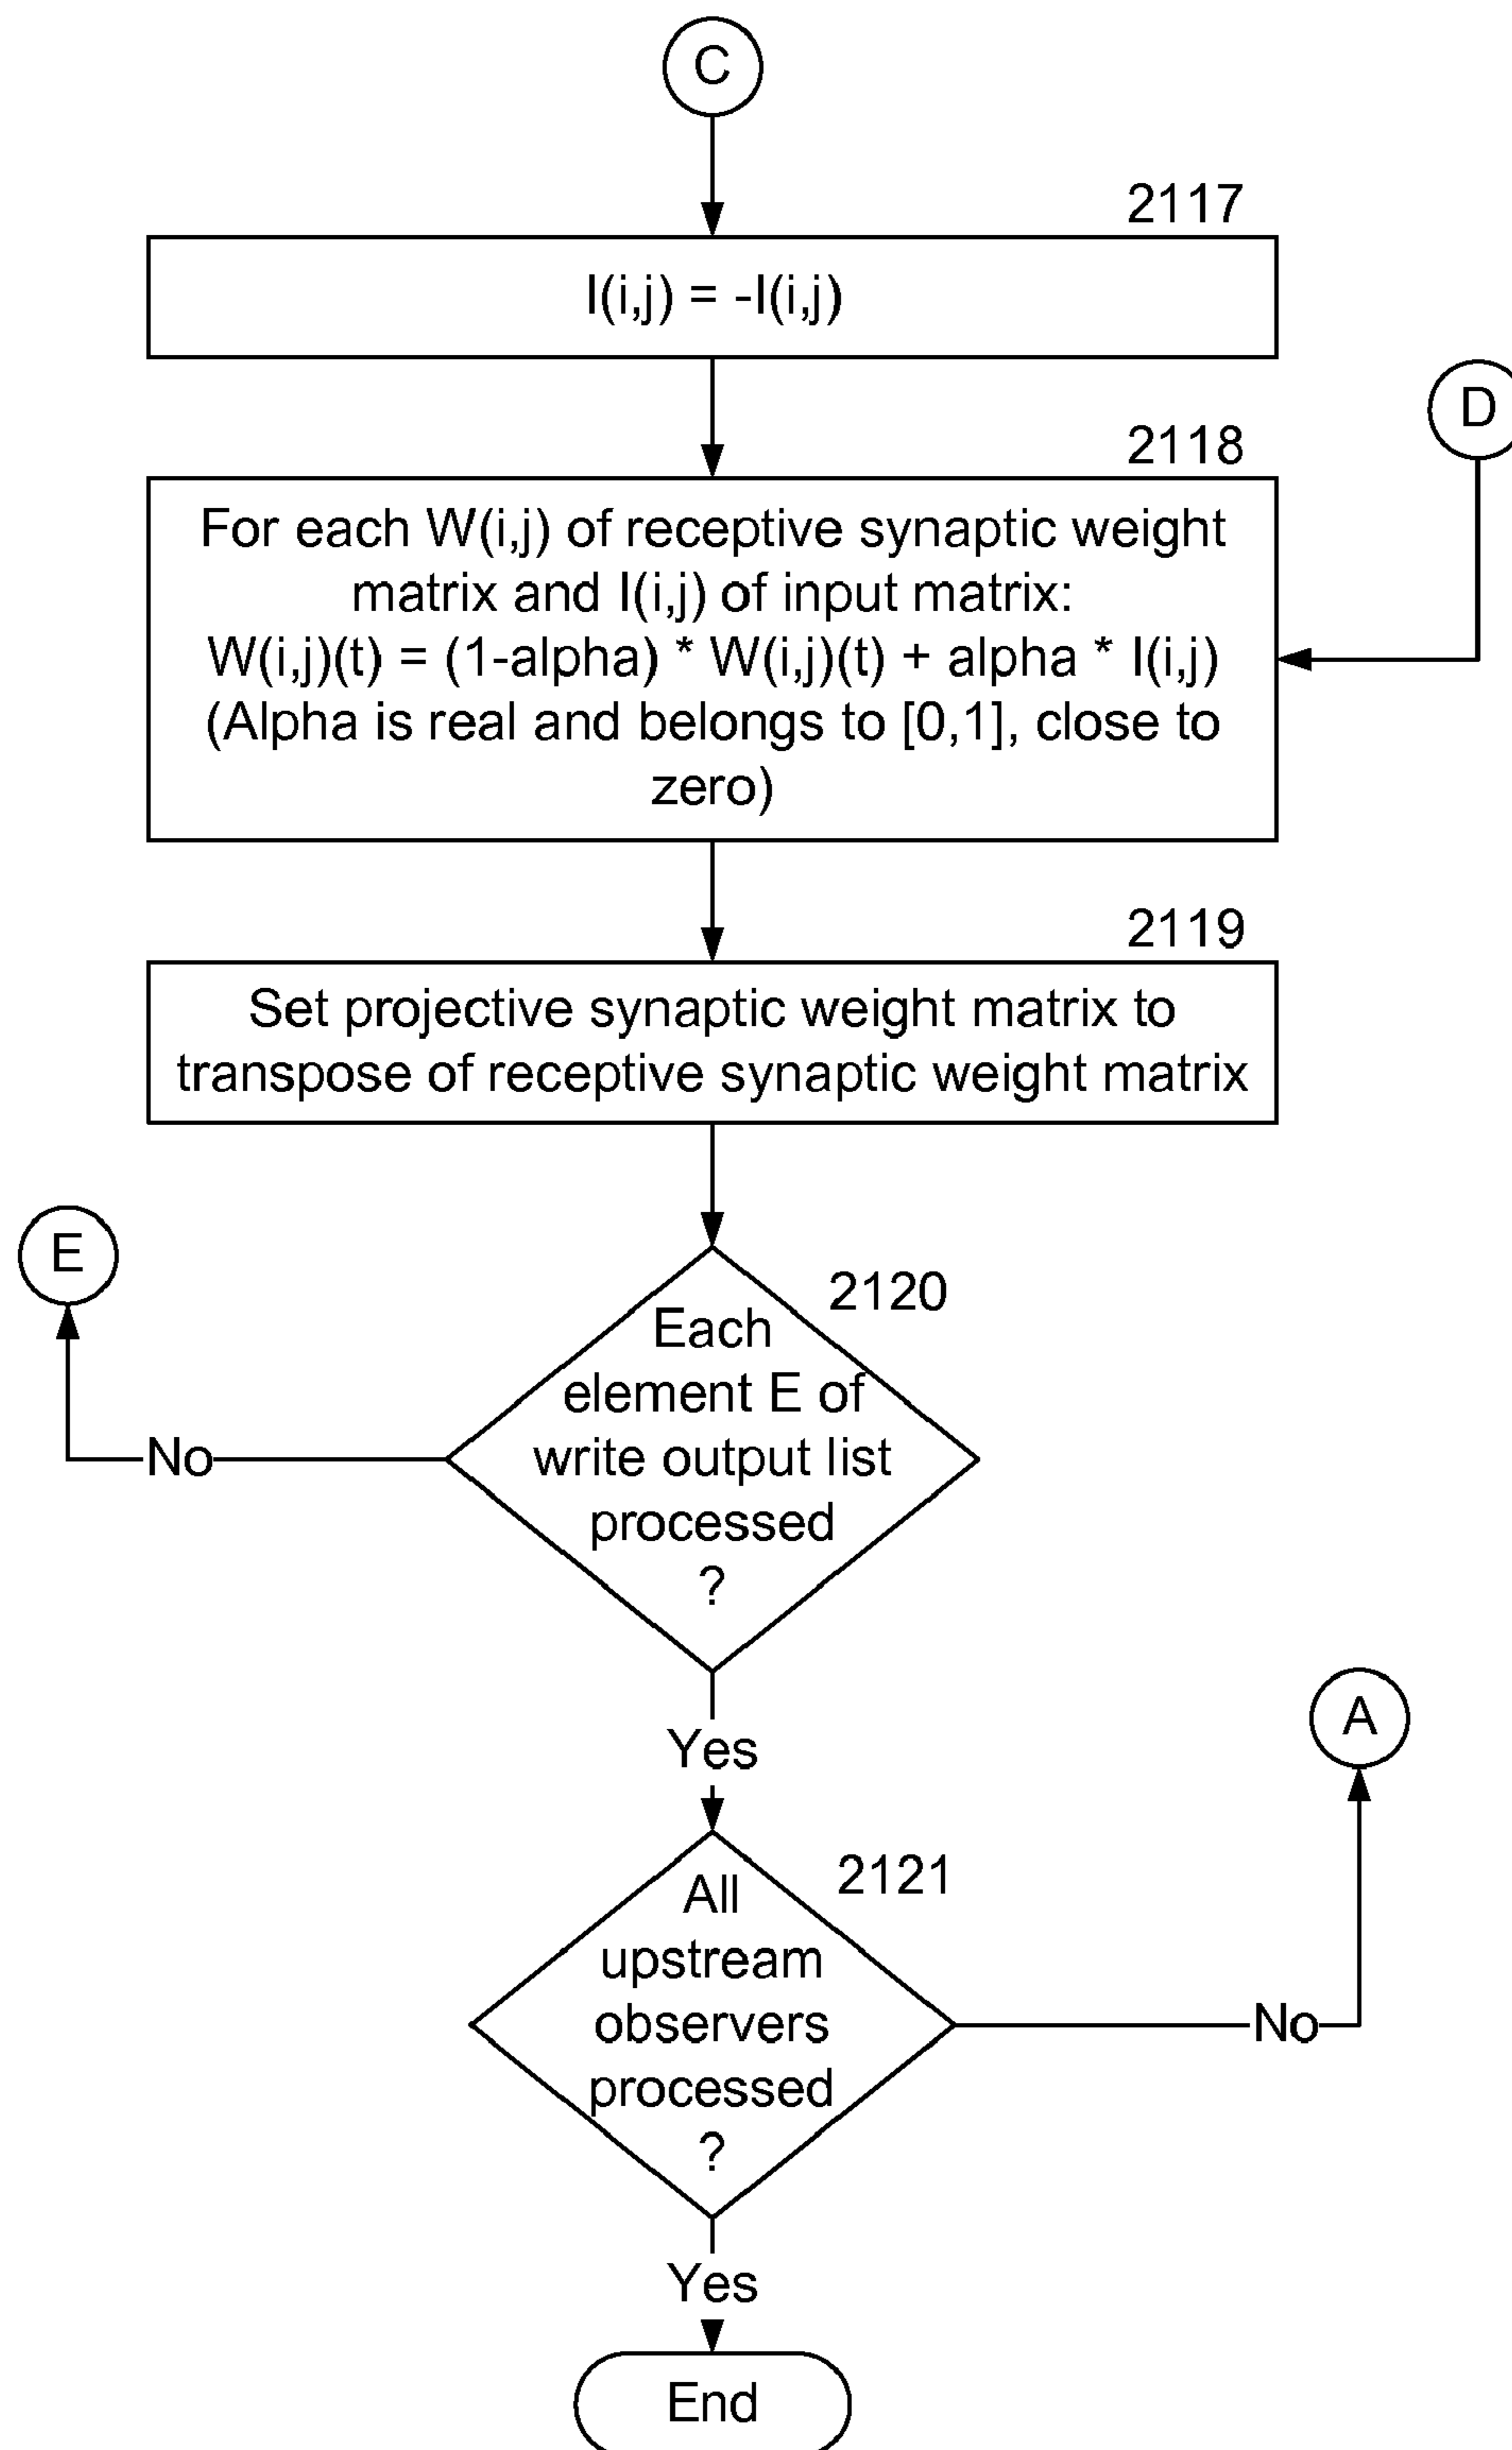 C
2117
I(i,j) = -I(i,j)
D
2118
For each W(i,j) of receptive synaptic weight
matrix and I(i,j) of input matrix:
W(i,j)(t) = (1-alpha) * W(i,j)(t) + alpha * I(i,j)
(Alpha is real and belongs to [0,1], close to
zero)
2119
Set projective synaptic weight matrix to
transpose of receptive synaptic weight matrix
E
2120
Each
element E of
write output list
processed
?
No
Yes
A
2121
All
upstream
observers
processed
?
No
Yes
End